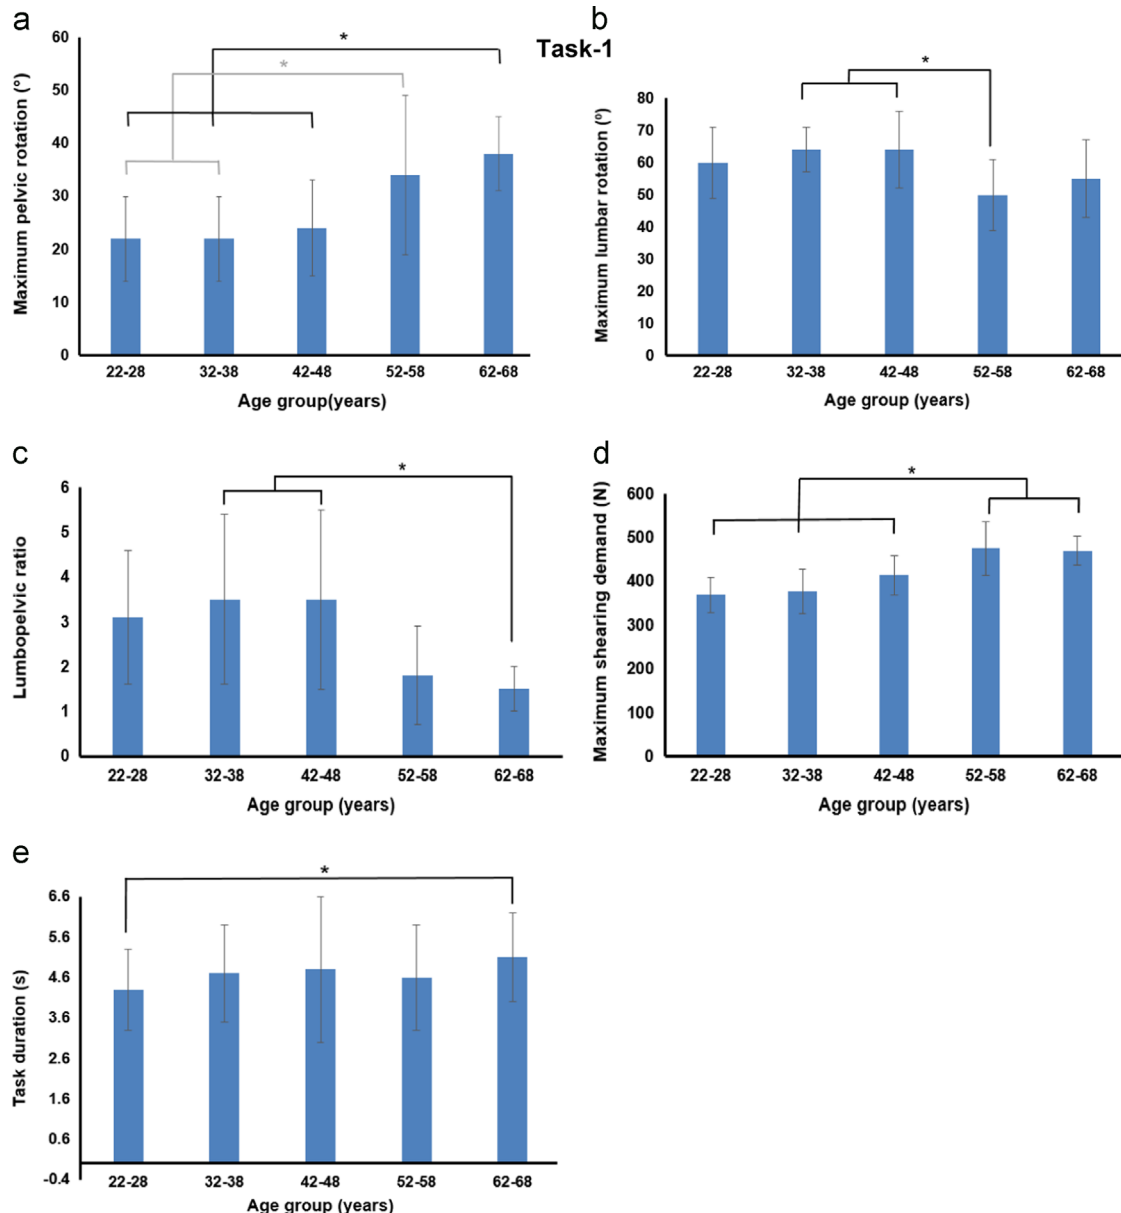 a
Task-1
b
Maximum pelvic rotation (°)
60
50
40
30
20
10
0
*
*
22-28 32-38 42-48 52-58 62-68
Age group(years)
Maximum lumbar rotation (º)
80
70
60
50
40
30
20
10
0
*
22-28 32-38 42-48 52-58 62-68
Age group (years)
c
Lumbopelvic ratio
6
5
4
3
2
1
0
*
22-28 32-38 42-48 52-58 62-68
Age group (years)
d
Maximum shearing demand (N)
600
500
400
300
200
100
0
*
22-28 32-38 42-48 52-58 62-68
Age group (years)
e
Task duration (s)
6.6
5.6
4.6
3.6
2.6
1.6
0.6
-0.4
*
22-28 32-38 42-48 52-58 62-68
Age group (years)